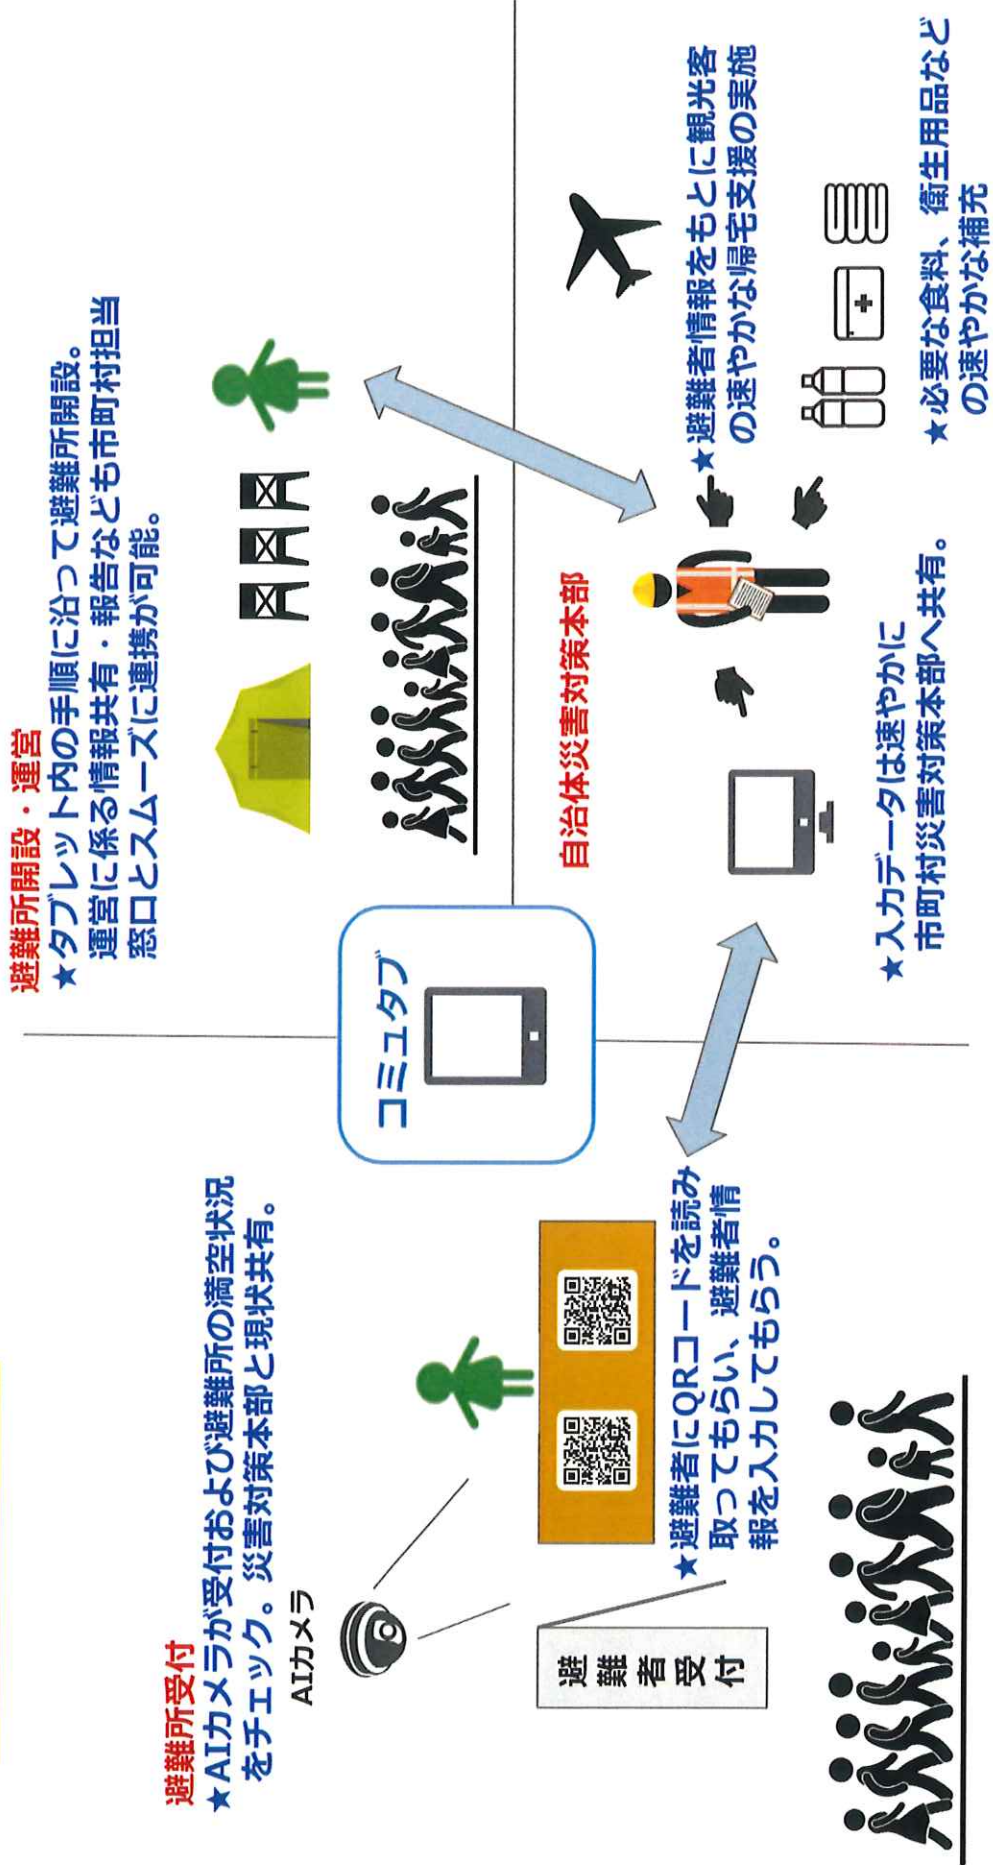 避難所受付
★AIカメラが受付および避難所の満空状況
をチェック。災害対策本部と現状共有。
AIカメラ
避難者受付
★避難者にQRコードを読み
取ってもらい、避難者情
報を入力してもらう。
コミュタブ
避難所開設・運営
★タブレット内の手順に沿って避難所開設。
運営に係る情報共有・報告なども市町村担当
窓口とスムーズに連携が可能。
自治体災害対策本部
★入力データは速やかに
市町村災害対策本部へ共有。
★避難者情報をもとに観光客
の速やかな帰宅支援の実施
★必要な食料、衛生用品など
の速やかな補充